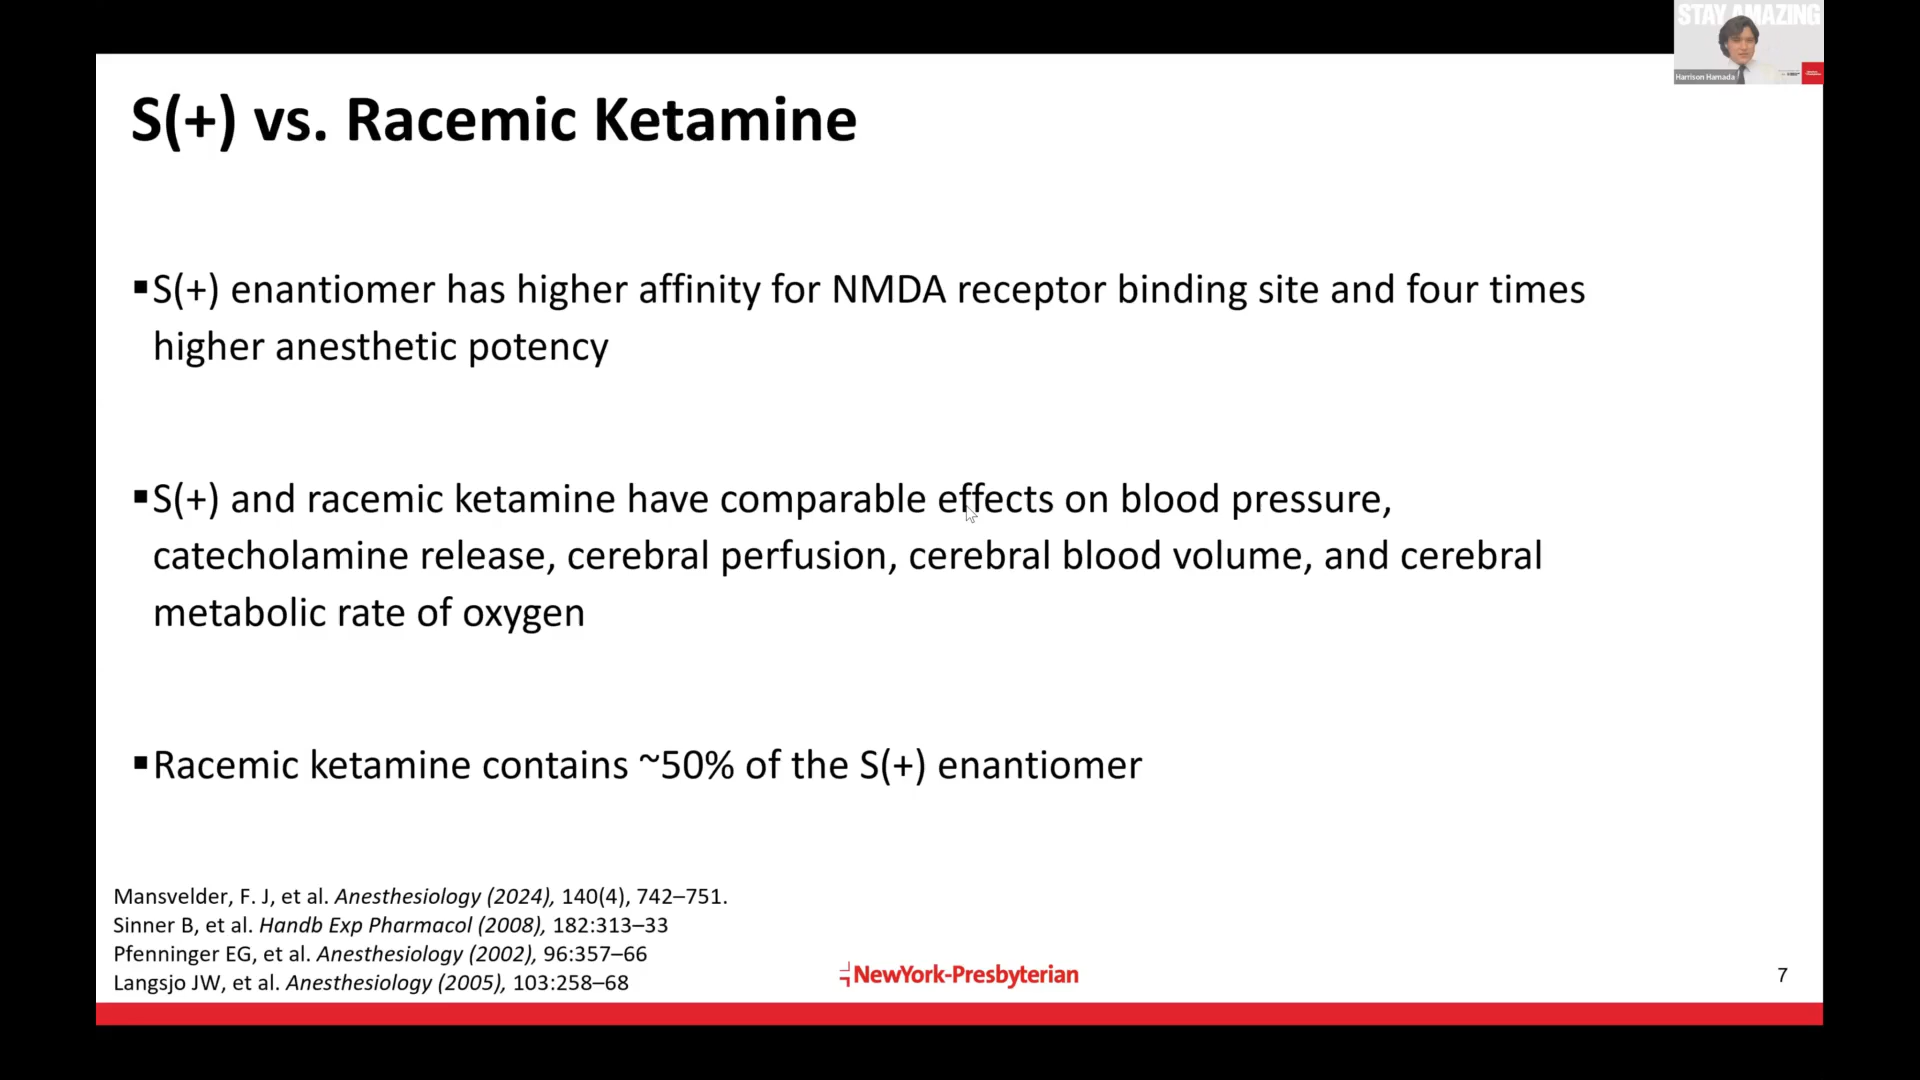 STAY AMAZING
Harrison Hamada
S(+) vs. Racemic Ketamine
▪S(+) enantiomer has higher affinity for NMDA receptor binding site and four times
higher anesthetic potency
▪S(+) and racemic ketamine have comparable effects on blood pressure,
catecholamine release, cerebral perfusion, cerebral blood volume, and cerebral
metabolic rate of oxygen
▪Racemic ketamine contains ~50% of the S(+) enantiomer
Mansvelder, F. J, et al. Anesthesiology (2024), 140(4), 742–751.
Sinner B, et al. Handb Exp Pharmacol (2008), 182:313–33
Pfenninger EG, et al. Anesthesiology (2002), 96:357–66
Langsjo JW, et al. Anesthesiology (2005), 103:258–68
NewYork-Presbyterian
7